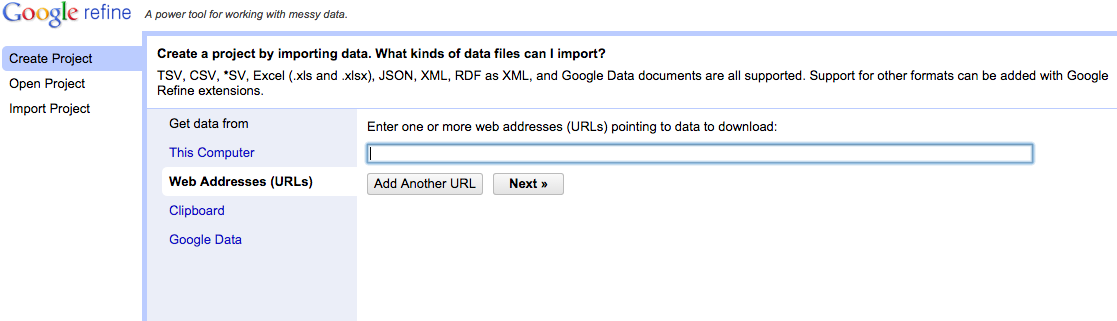 Google refine A power tool for working with messy data.
Create Project
Open Project
Import Project
Create a project by importing data. What kinds of data files can I import?
TSV, CSV, *SV, Excel (.xls and .xlsx), JSON, XML, RDF as XML, and Google Data documents are all supported. Support for other formats can be added with Google
Refine extensions.
Get data from
This Computer
Web Addresses (URLs)
Clipboard
Google Data
Enter one or more web addresses (URLs) pointing to data to download:
Add Another URL Next »